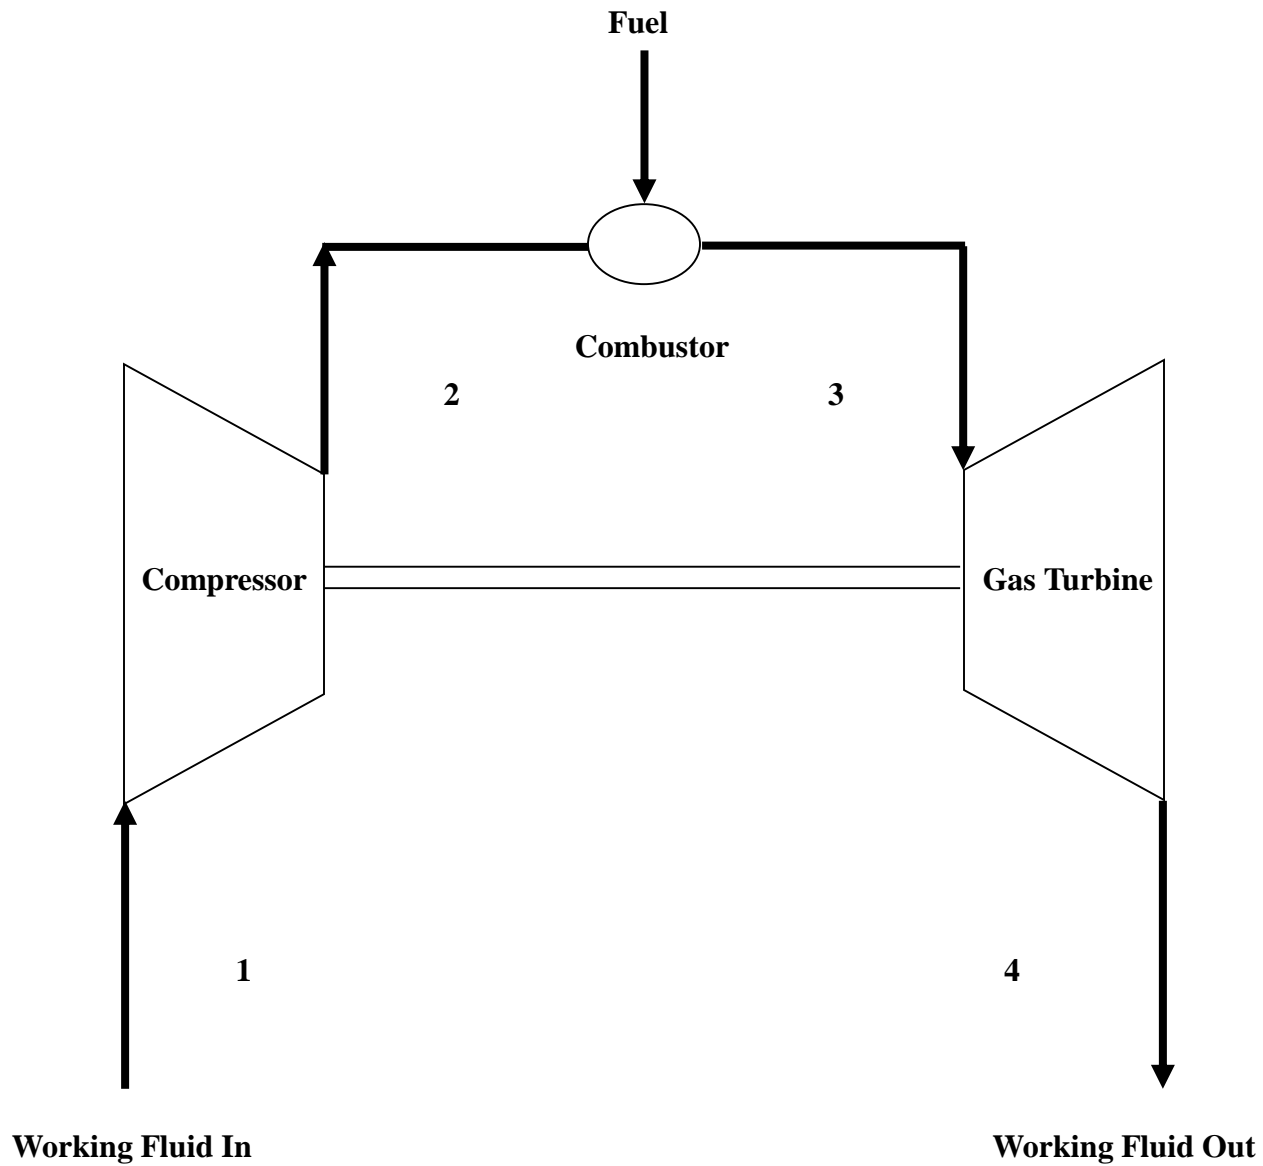 Fuel
Combustor
2
3
Compressor
Gas Turbine
1
4
Working Fluid In
Working Fluid Out